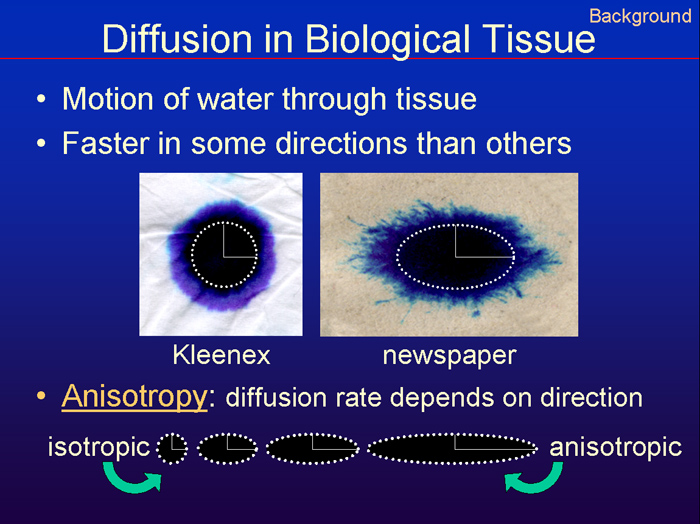 Background
Diffusion in Biological Tissue
• Motion of water through tissue
• Faster in some directions than others
Kleenex newspaper
• Anisotropy: diffusion rate depends on direction
isotropic anisotropic